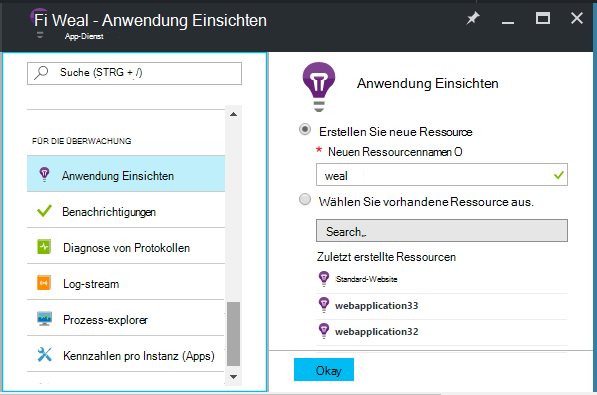 Fi Weal - Anwendung Einsichten
App-Dienst
Suche (STRG + /)
FÜR DIE ÜBERWACHUNG
Anwendung Einsichten
Benachrichtigungen
Diagnose von Protokollen
Log-stream
Prozess-explorer
Kennzahlen pro Instanz (Apps)
Anwendung Einsichten
Erstellen Sie neue Ressource
* Neuen Ressourcennamen O
weal
Wählen Sie vorhandene Ressource aus.
Search,.
Zuletzt erstellte Ressourcen
Standard-Website
webapplication33
webapplication32
Okay